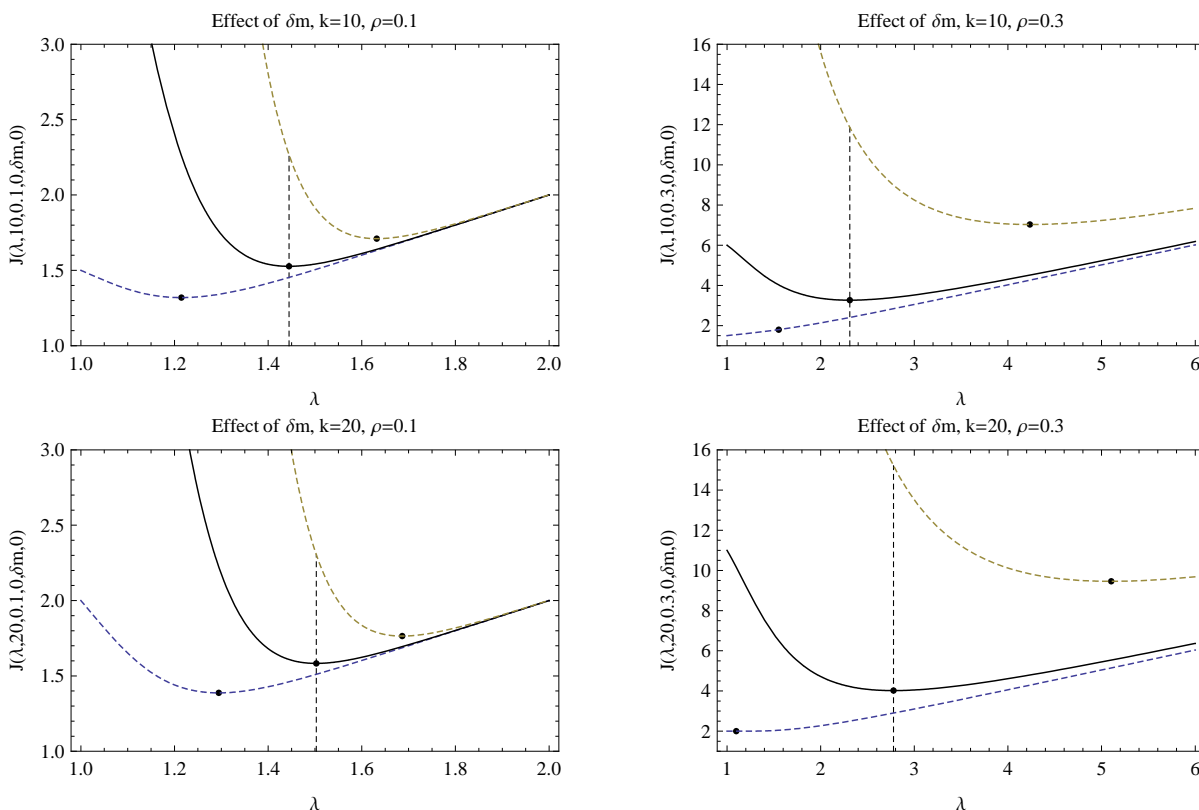 Effect of δm, k=10, ρ=0.1
3.0
2.5
2.0
1.5
1.0
J(λ,10,0.1,0,δm,0)
1.0 1.2 1.4 1.6 1.8 2.0
λ
Effect of δm, k=10, ρ=0.3
16
14
12
10
8
6
4
2
J(λ,10,0.3,0,δm,0)
1 2 3 4 5 6
λ
Effect of δm, k=20, ρ=0.1
3.0
2.5
2.0
1.5
1.0
J(λ,20,0.1,0,δm,0)
1.0 1.2 1.4 1.6 1.8 2.0
λ
Effect of δm, k=20, ρ=0.3
16
14
12
10
8
6
4
2
J(λ,20,0.3,0,δm,0)
1 2 3 4 5 6
λ